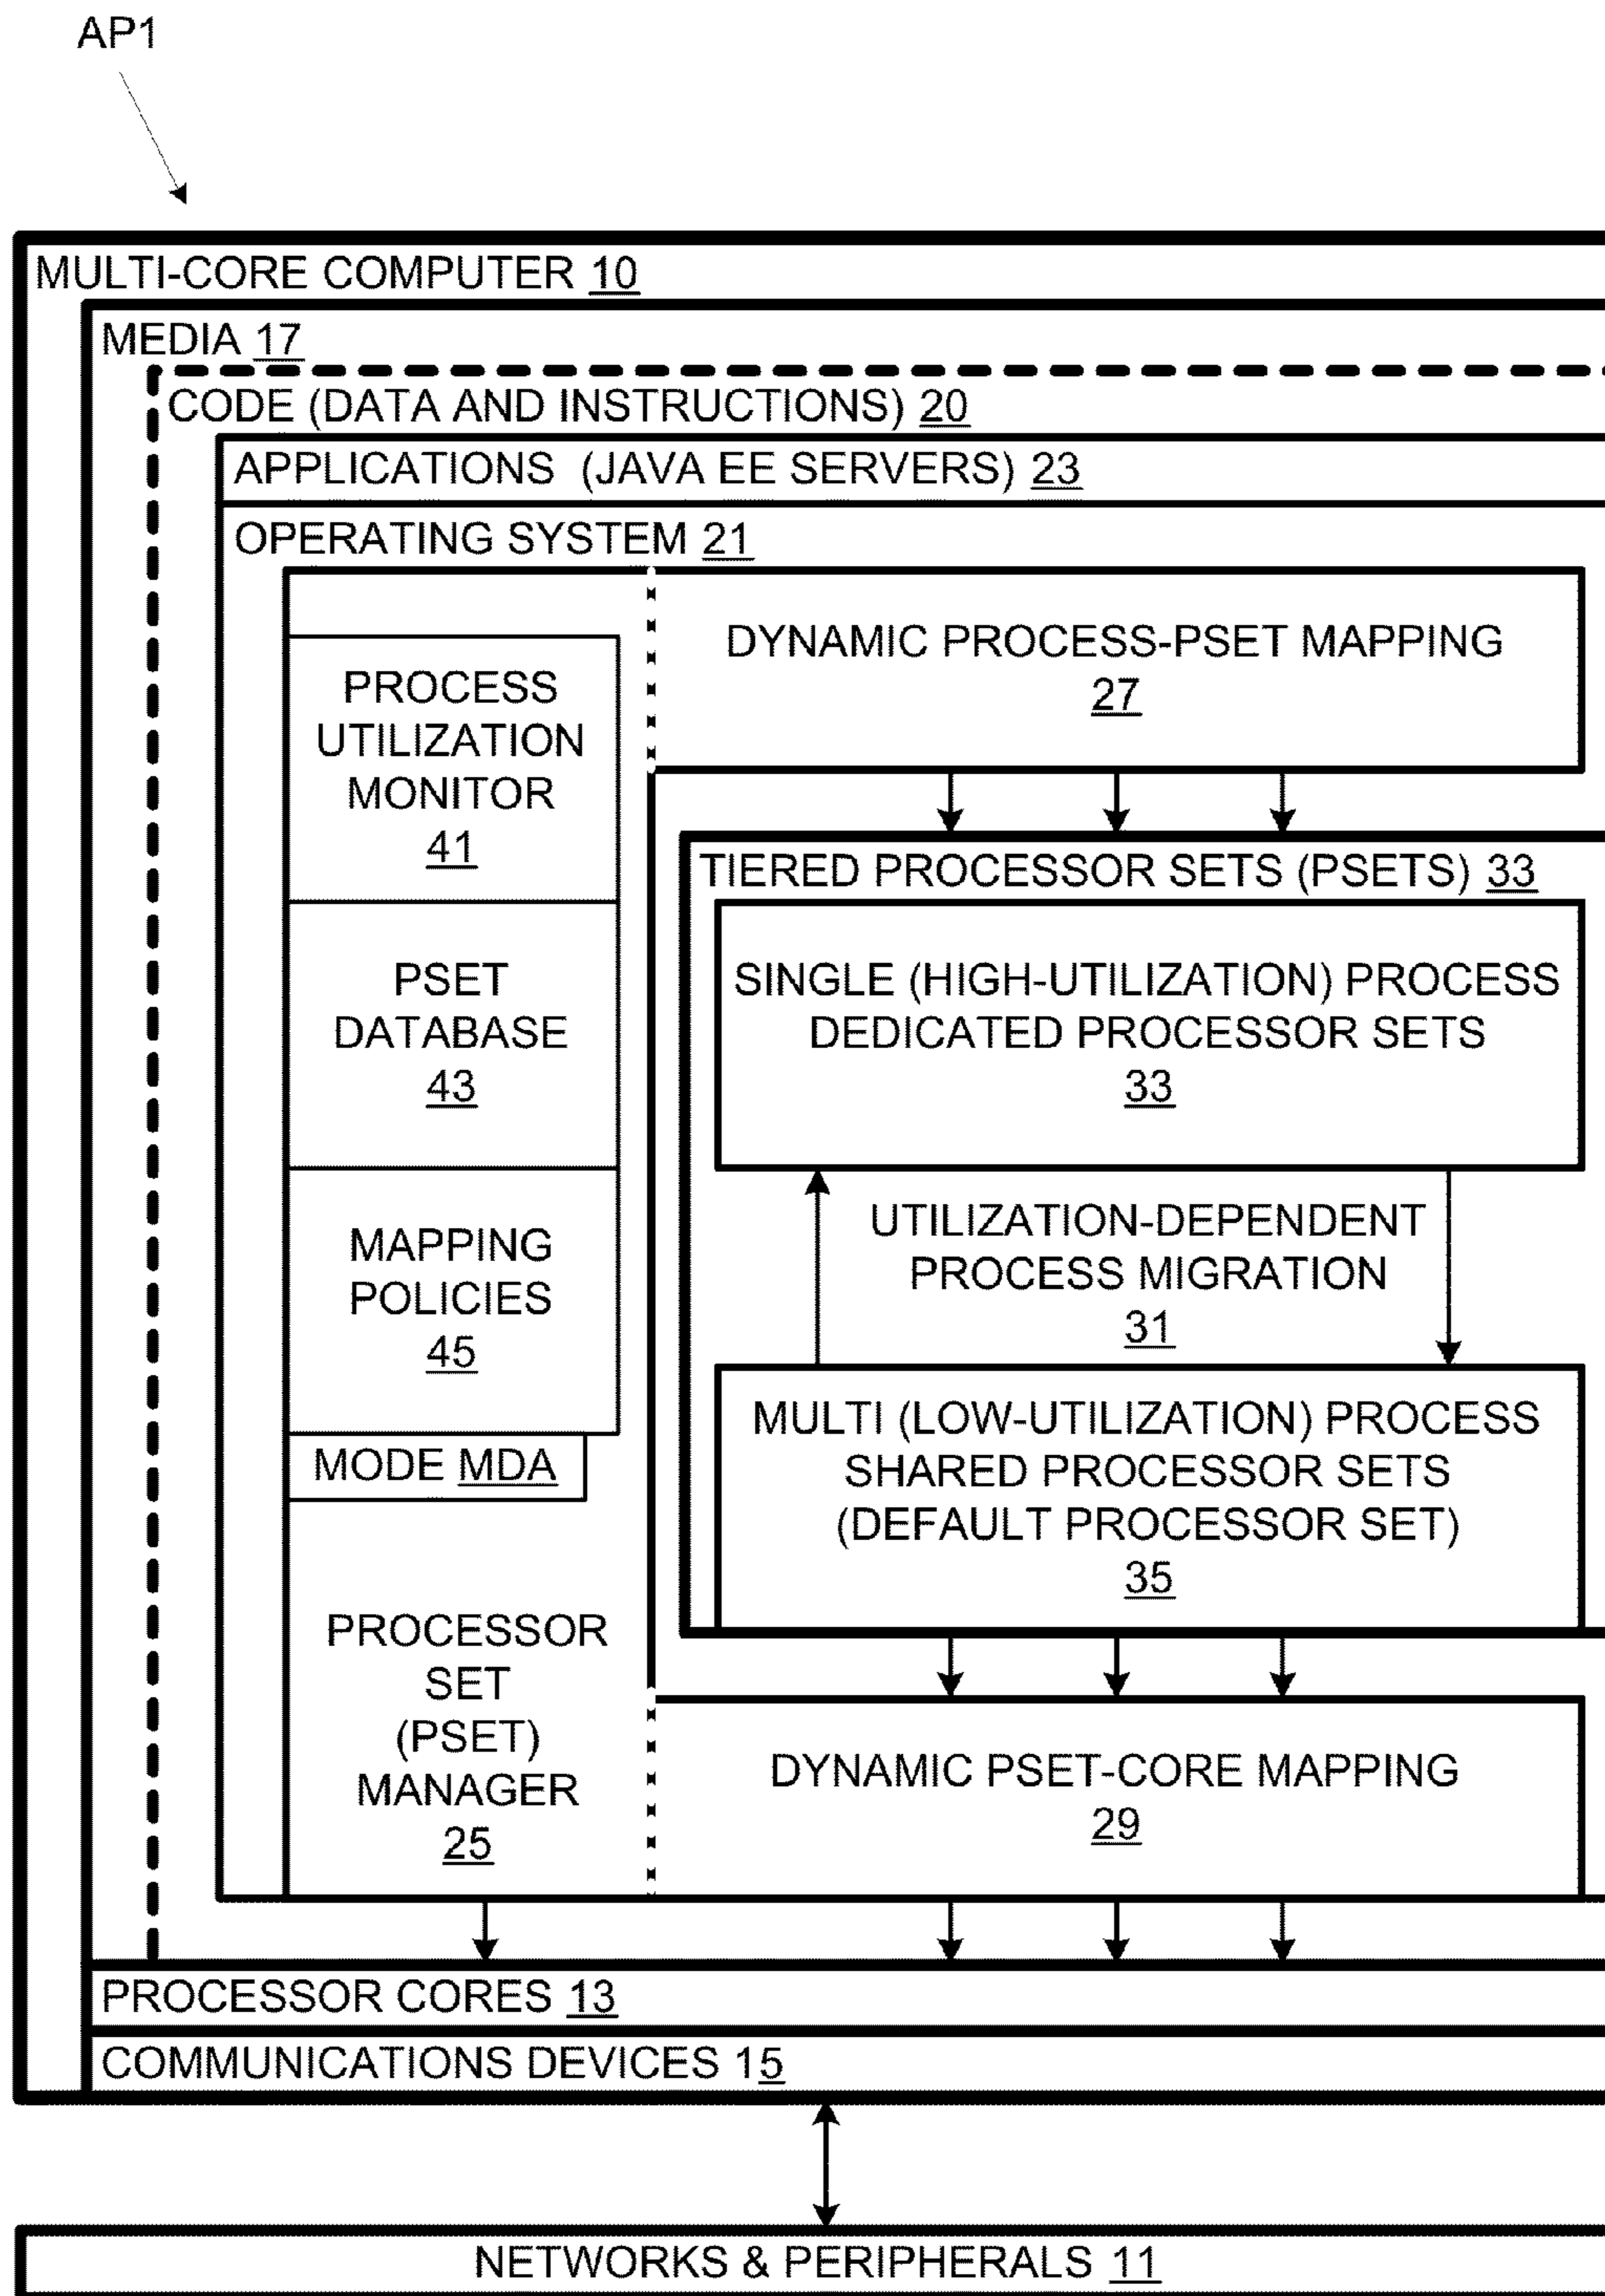 AP1
MULTI-CORE COMPUTER 10
MEDIA 17
CODE (DATA AND INSTRUCTIONS) 20
APPLICATIONS (JAVA EE SERVERS) 23
OPERATING SYSTEM 21
PROCESS
UTILIZATION
MONITOR
41
PSET
DATABASE
43
MAPPING
POLICIES
45
MODE MDA
PROCESSOR
SET
(PSET)
MANAGER
25
DYNAMIC PROCESS-PSET MAPPING
27
TIERED PROCESSOR SETS (PSETS) 33
SINGLE (HIGH-UTILIZATION) PROCESS
DEDICATED PROCESSOR SETS
33
UTILIZATION-DEPENDENT
PROCESS MIGRATION
31
MULTI (LOW-UTILIZATION) PROCESS
SHARED PROCESSOR SETS
(DEFAULT PROCESSOR SET)
35
DYNAMIC PSET-CORE MAPPING
29
PROCESSOR CORES 13
COMMUNICATIONS DEVICES 15
NETWORKS & PERIPHERALS 11